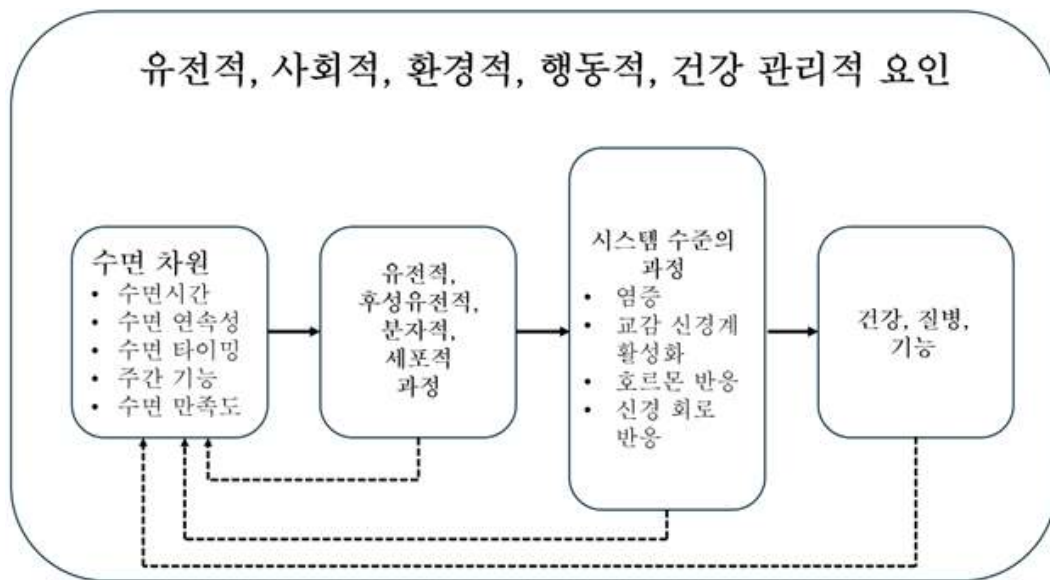 유전적, 사회적, 환경적, 행동적, 건강 관리적 요인
수면 차원
• 수면시간
• 수면 연속성
• 수면 타이밍
• 주간 기능
• 수면 만족도
유전적,
후성유전적,
분자적,
세포적
과정
시스템 수준의
과정
• 염증
• 교감 신경계
활성화
• 호르몬 반응
• 신경 회로
반응
건강, 질병,
기능